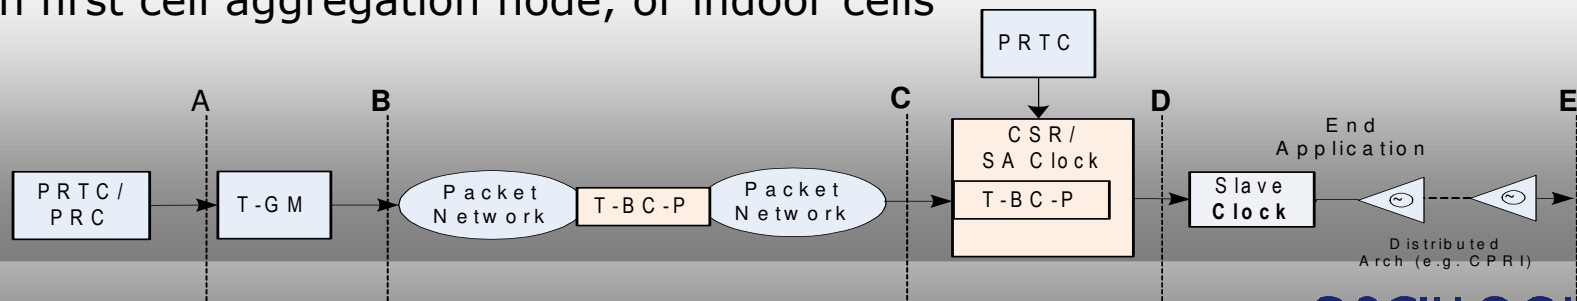 first cell aggregation node, or indoor cells
PRTC
A
B
C
D
E
CSR/
SA Clock
T-BC-P
End
Application
PRTC/
PRC
T-GM
Packet
Network
T-BC-P
Packet
Network
Slave
Clock
Distributed
Arch (e.g. CPRI)